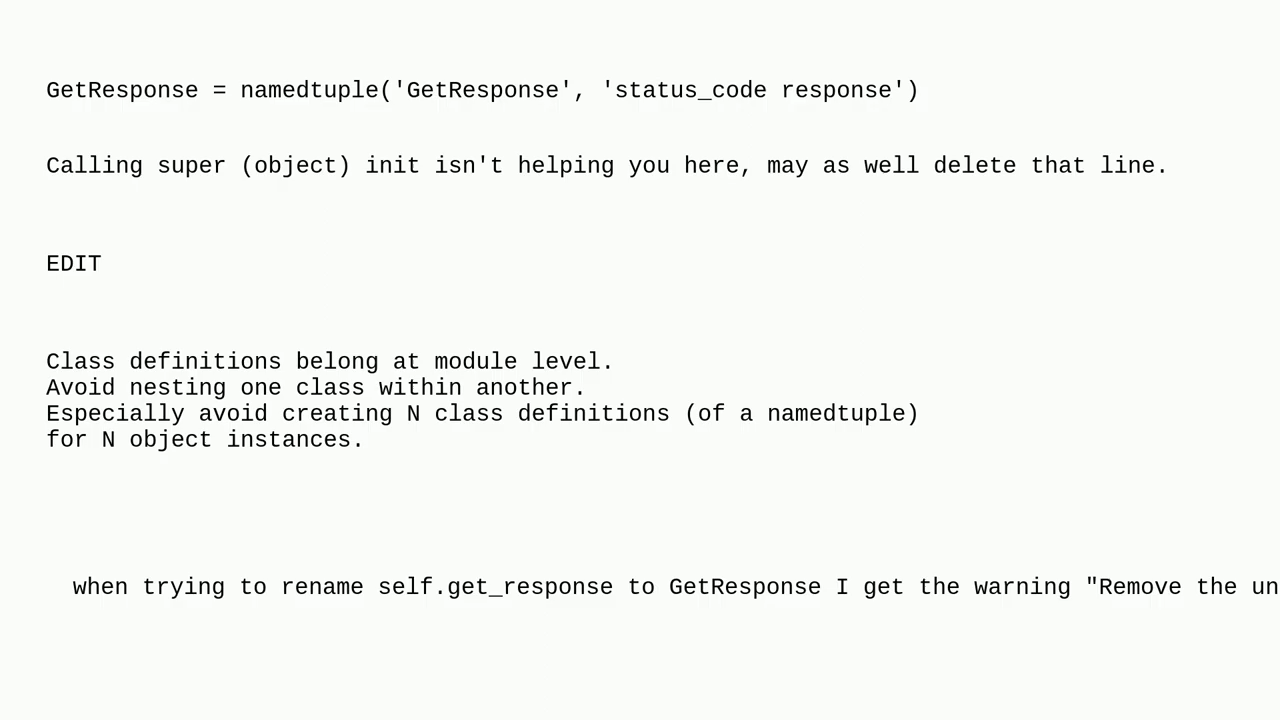 GetResponse = namedtuple('GetResponse', 'status_code response')
Calling super (object) init isn't helping you here, may as well delete that line.
EDIT
Class definitions belong at module level.
Avoid nesting one class within another.
Especially avoid creating N class definitions (of a namedtuple)
for N object instances.
when trying to rename self.get_response to GetResponse I get the warning "Remove the